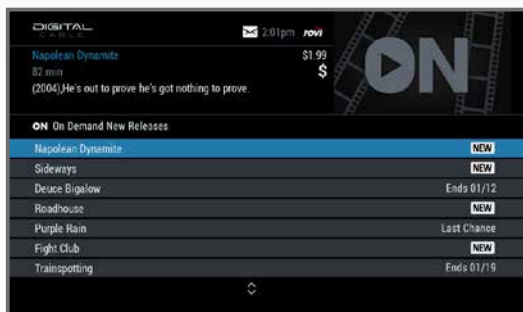 DIGITAL
CABLE
2:01pm rovi
Napolean Dynamite $1.99
82 min $
(2004),He's out to prove he's got nothing to prove.
ON
ON On Demand New Releases
Napolean Dynamite NEW
Sideways NEW
Deuce Bigalow Ends 01/12
Roadhouse NEW
Purple Rain Last Chance
Fight Club NEW
Trainspotting Ends 01/19